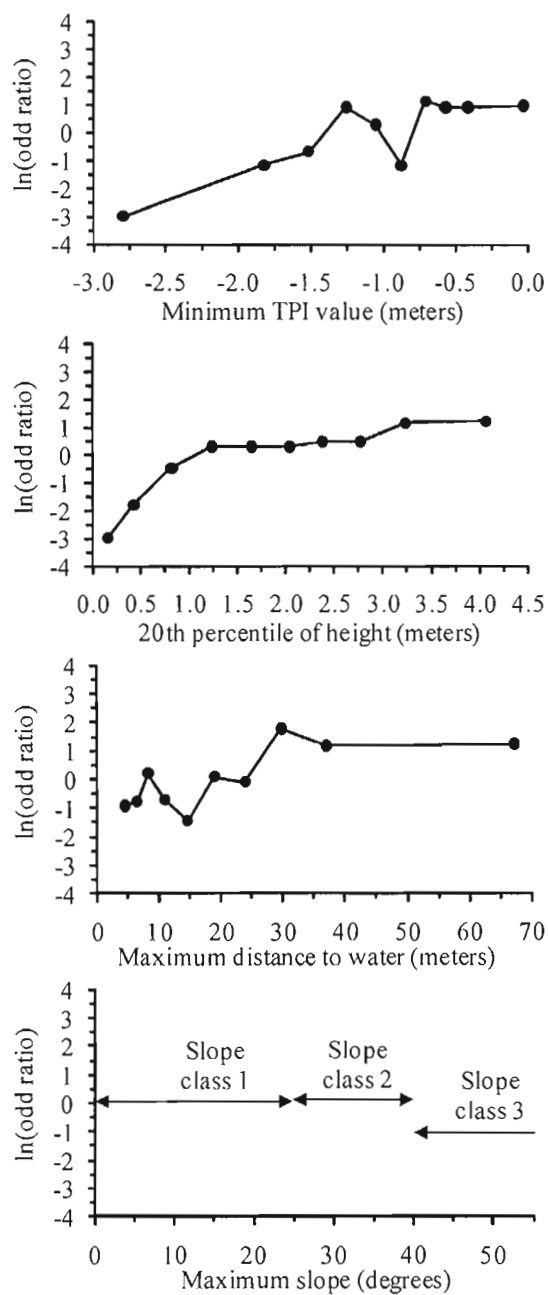 4
3
2
1
0
-1
-2
-3
-4
ln(odd ratio)
-3.0 -2.5 -2.0 -1.5 -1.0 -0.5 0.0
Minimum TPI value (meters)
4
3
2
1
0
-1
-2
-3
-4
ln(odd ratio)
0.0 0.5 1.0 1.5 2.0 2.5 3.0 3.5 4.0 4.5
20th percentile of height (meters)
4
3
2
1
0
-1
-2
-3
-4
ln(odd ratio)
0 10 20 30 40 50 60 70
Maximum distance to water (meters)
4
3
2
1
0
-1
-2
-3
-4
ln(odd ratio)
Slope
class 1
Slope
class 2
Slope
class 3
0 10 20 30 40 50
Maximum slope (degrees)